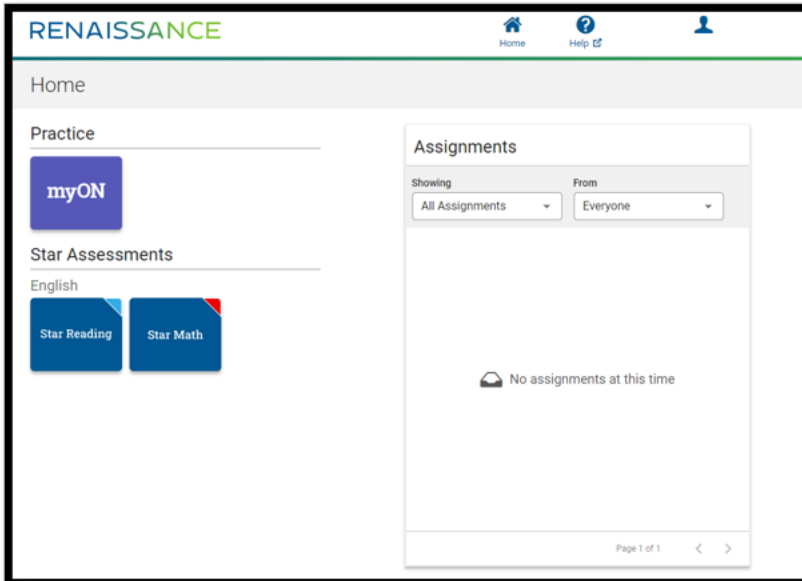 RENAISSANCE
Home
Help
Home
Practice
myON
Star Assessments
English
Star Reading
Star Math
Assignments
Showing
From
All Assignments
Everyone
No assignments at this time
Page 1 of 1